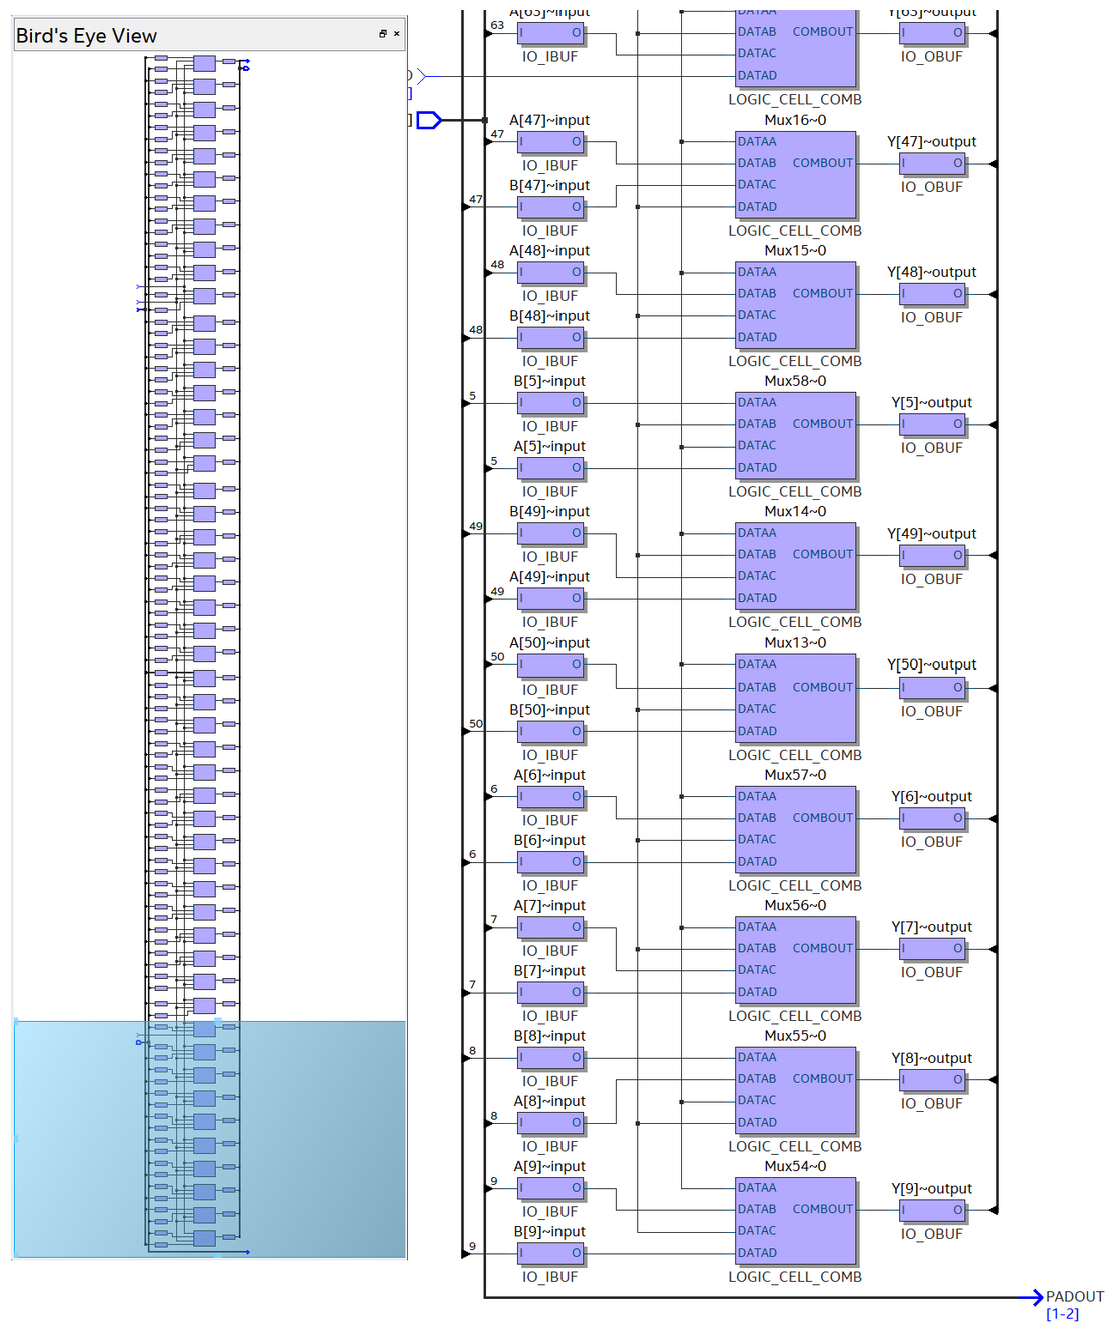 Bird's Eye View
A[63]~input
63
I O
IO_IBUF
DATAA
DATAB COMBOUT
DATAC
DATAD
LOGIC_CELL_COMB
Y[63]~output
I O
IO_OBUF
]
]
A[47]~input
47
I O
IO_IBUF
B[47]~input
47
I O
IO_IBUF
Mux16~0
DATAA
DATAB COMBOUT
DATAC
DATAD
LOGIC_CELL_COMB
Y[47]~output
I O
IO_OBUF
A[48]~input
48
I O
IO_IBUF
B[48]~input
48
I O
IO_IBUF
Mux15~0
DATAA
DATAB COMBOUT
DATAC
DATAD
LOGIC_CELL_COMB
Y[48]~output
I O
IO_OBUF
B[5]~input
5
I O
IO_IBUF
A[5]~input
5
I O
IO_IBUF
Mux58~0
DATAA
DATAB COMBOUT
DATAC
DATAD
LOGIC_CELL_COMB
Y[5]~output
I O
IO_OBUF
B[49]~input
49
I O
IO_IBUF
A[49]~input
49
I O
IO_IBUF
Mux14~0
DATAA
DATAB COMBOUT
DATAC
DATAD
LOGIC_CELL_COMB
Y[49]~output
I O
IO_OBUF
A[50]~input
50
I O
IO_IBUF
B[50]~input
50
I O
IO_IBUF
Mux13~0
DATAA
DATAB COMBOUT
DATAC
DATAD
LOGIC_CELL_COMB
Y[50]~output
I O
IO_OBUF
A[6]~input
6
I O
IO_IBUF
B[6]~input
6
I O
IO_IBUF
Mux57~0
DATAA
DATAB COMBOUT
DATAC
DATAD
LOGIC_CELL_COMB
Y[6]~output
I O
IO_OBUF
A[7]~input
7
I O
IO_IBUF
B[7]~input
7
I O
IO_IBUF
Mux56~0
DATAA
DATAB COMBOUT
DATAC
DATAD
LOGIC_CELL_COMB
Y[7]~output
I O
IO_OBUF
B[8]~input
8
I O
IO_IBUF
A[8]~input
8
I O
IO_IBUF
Mux55~0
DATAA
DATAB COMBOUT
DATAC
DATAD
LOGIC_CELL_COMB
Y[8]~output
I O
IO_OBUF
A[9]~input
9
I O
IO_IBUF
B[9]~input
9
I O
IO_IBUF
Mux54~0
DATAA
DATAB COMBOUT
DATAC
DATAD
LOGIC_CELL_COMB
Y[9]~output
I O
IO_OBUF
PADOUT
[1-2]